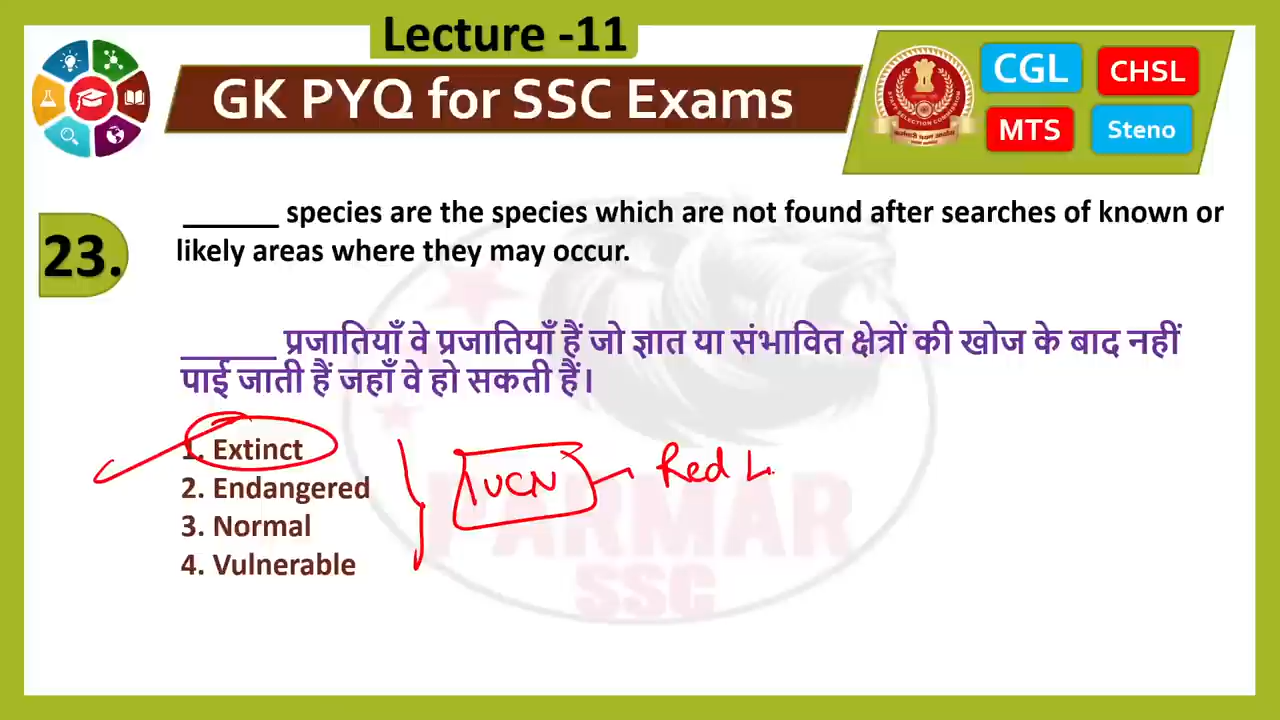 Lecture -11
GK PYQ for SSC Exams
CGL
CHSL
MTS
Steno
23.
______ species are the species which are not found after searches of known or
likely areas where they may occur.
______ प्रजातियाँ वे प्रजातियाँ हैं जो ज्ञात या संभावित क्षेत्रों की खोज के बाद नहीं
पाई जाती हैं जहाँ वे हो सकती हैं।
1. Extinct
2. Endangered
3. Normal
4. Vulnerable
IUCN
Red L
PARMAR
SSC